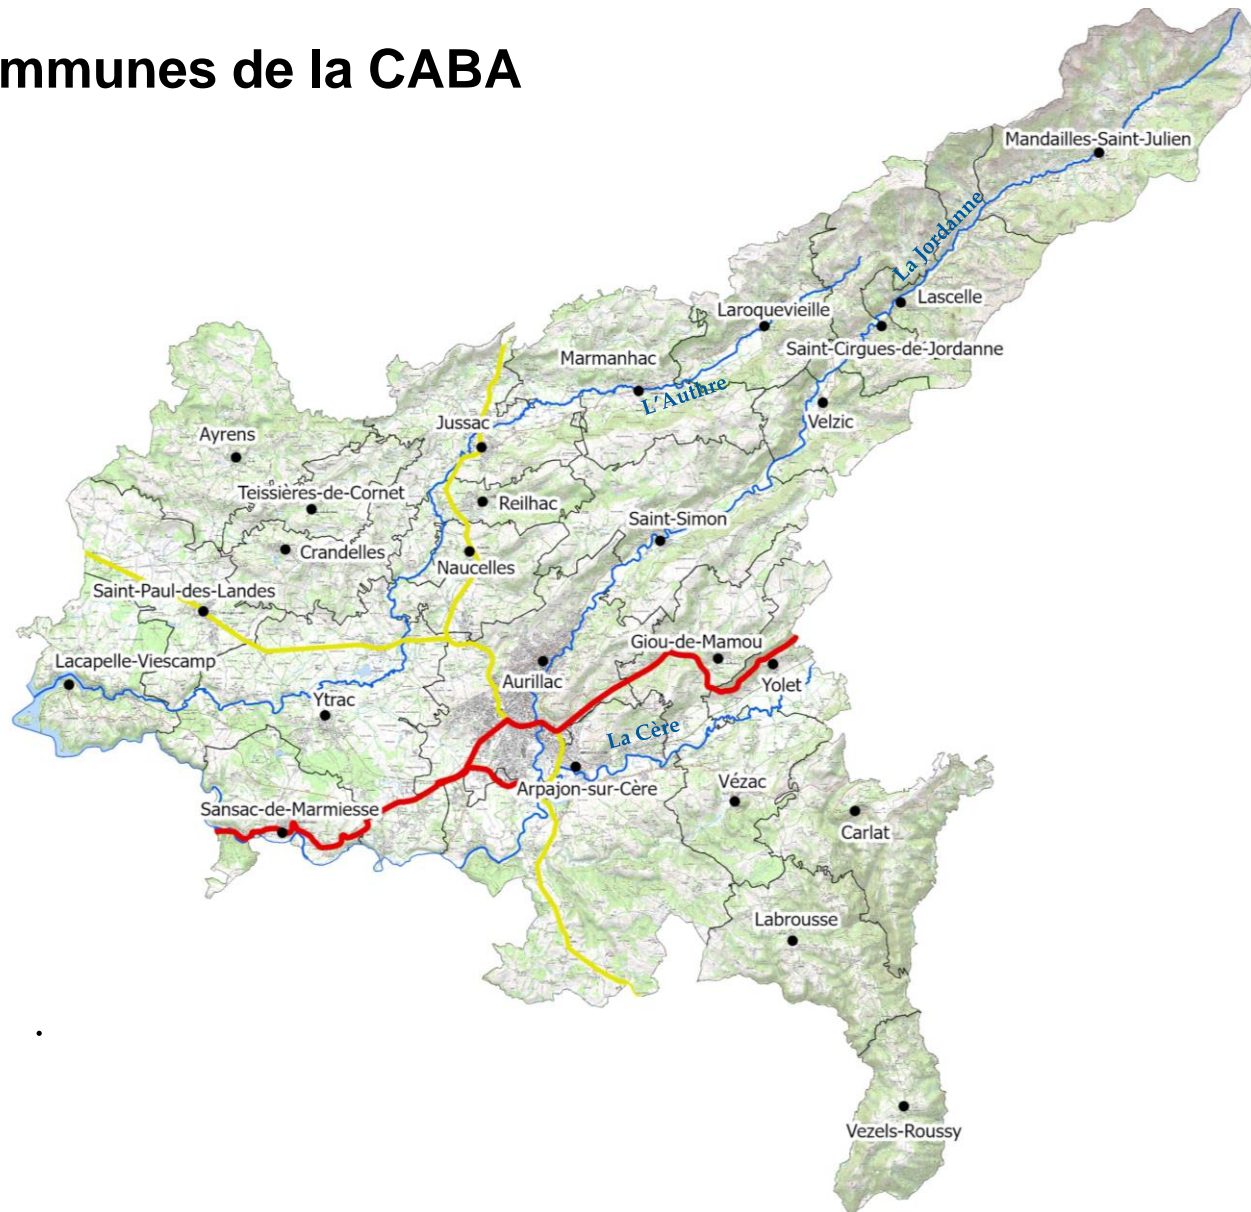 ommunes de la CABA
Mandailles-Saint-Julien
La Jordanne
Lascelle
Laroquevieille
Saint-Cirgues-de-Jordanne
Marmanhac
L'Authre
Velzic
Jussac
Ayrens
Teissières-de-Cornet
Reilhac
Saint-Simon
Crandelles
Naucelles
Saint-Paul-des-Landes
Giou-de-Mamou
Lacapelle-Viescamp
Aurillac
Yolet
Ytrac
La Cère
Arpajon-sur-Cère
Vézac
Sansac-de-Marmiesse
Carlat
Labrousse
.
Vezels-Roussy